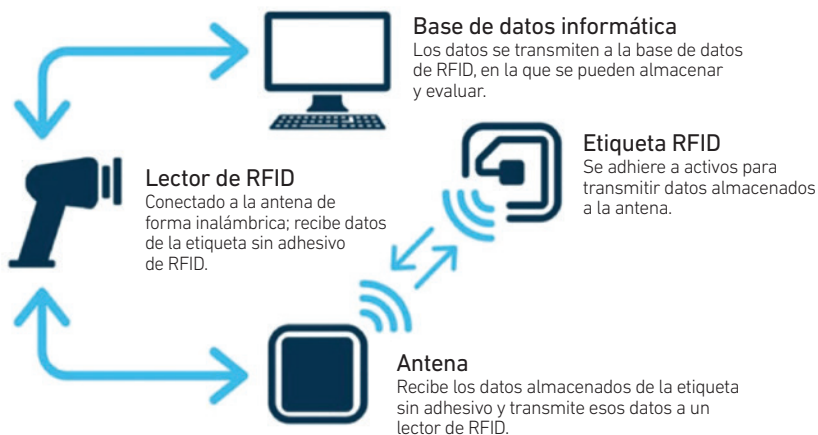 Base de datos informática
Los datos se transmiten a la base de datos
de RFID, en la que se pueden almacenar
y evaluar.
Etiqueta RFID
Se adhiere a activos para
transmitir datos almacenados
a la antena.
Lector de RFID
Conectado a la antena de
forma inalámbrica; recibe datos
de la etiqueta sin adhesivo
de RFID.
Antena
Recibe los datos almacenados de la etiqueta
sin adhesivo y transmite esos datos a un
lector de RFID.